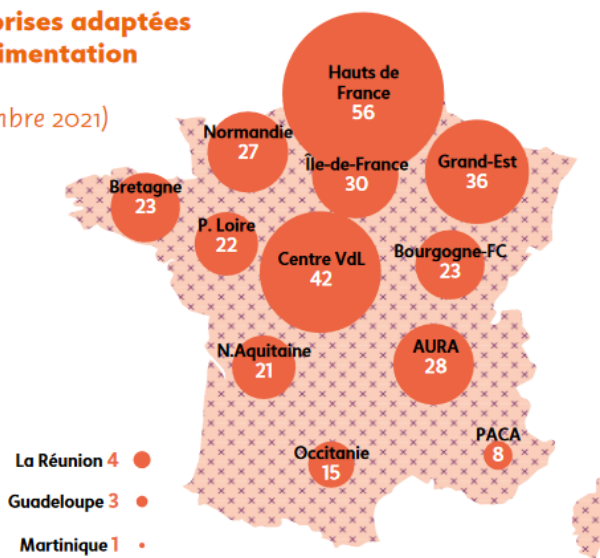 prises adaptées
imentation
mbre 2021)
Hauts de
France
56
Normandie
27
Île-de-France
30
Grand-Est
36
Bretagne
23
P. Loire
22
Centre VdL
42
Bourgogne-FC
23
N.Aquitaine
21
AURA
28
Occitanie
15
PACA
8
La Réunion 4
Guadeloupe 3
Martinique 1